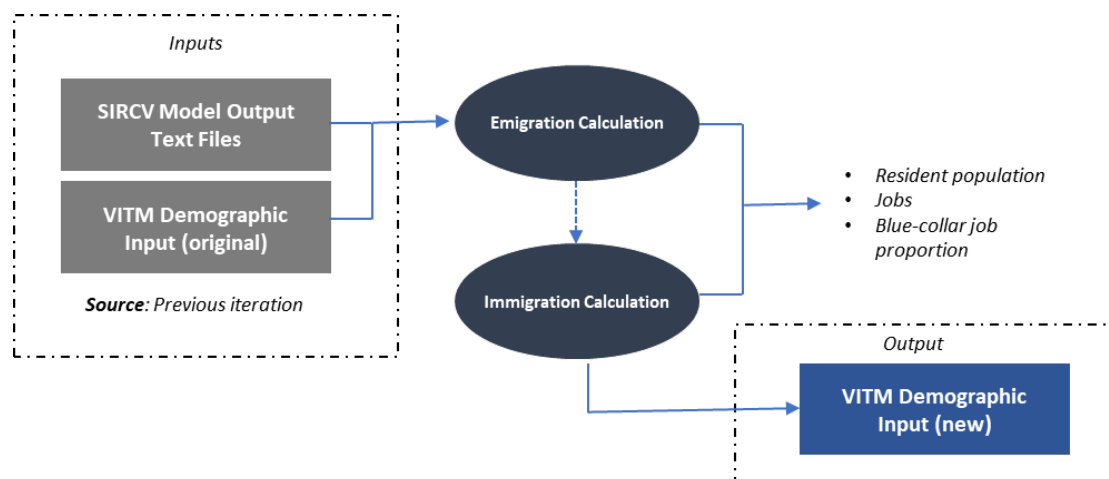 Inputs
SIRCV Model Output
Text Files
VITM Demographic
Input (original)
Source: Previous iteration
Emigration Calculation
Immigration Calculation
• Resident population
• Jobs
• Blue-collar job
proportion
Output
VITM Demographic
Input (new)